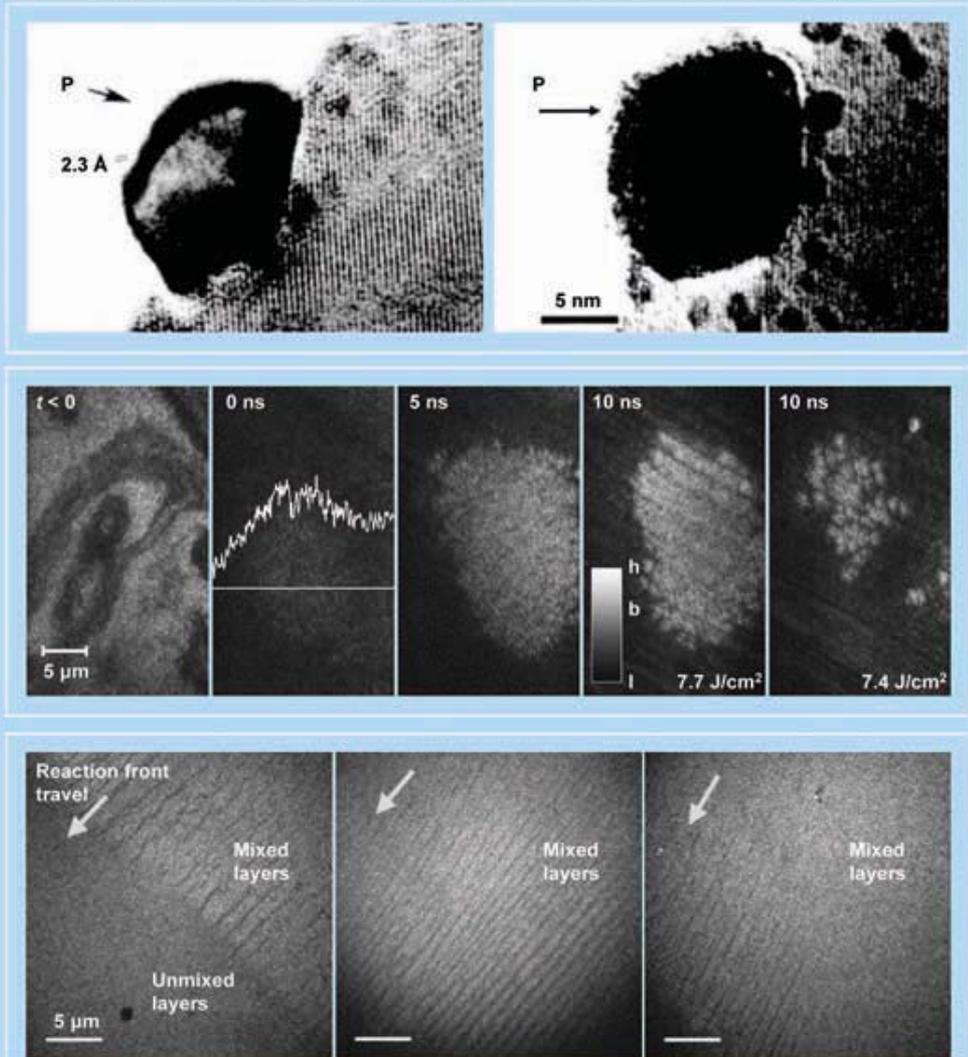 P
2.3 Å
P
5 nm
t < 0
5 µm
0 ns
5 ns
10 ns
h
b
l
7.7 J/cm²
10 ns
7.4 J/cm²
Reaction front
travel
Mixed
layers
Unmixed
layers
5 µm
Mixed
layers
Mixed
layers